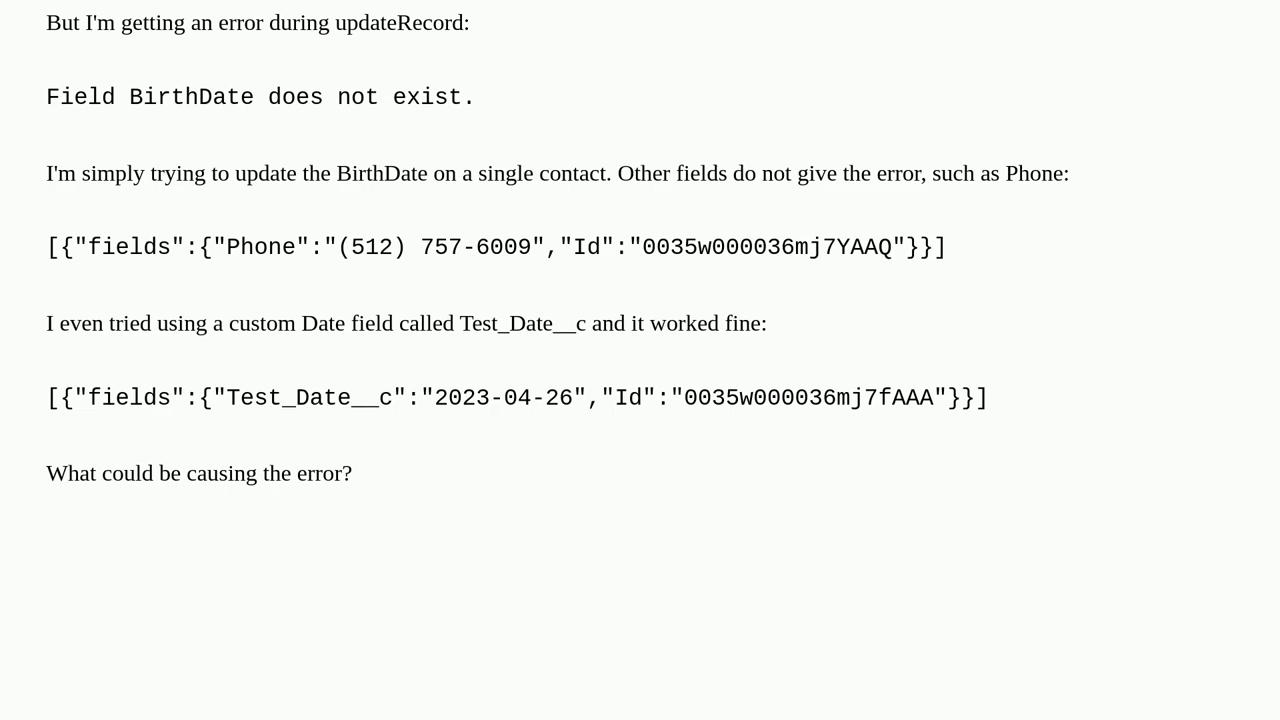 But I'm getting an error during updateRecord:
Field BirthDate does not exist.
I'm simply trying to update the BirthDate on a single contact. Other fields do not give the error, such as Phone:
[{"fields":{"Phone":"(512) 757-6009","Id":"0035w000036mj7YAAQ"}}]
I even tried using a custom Date field called Test_Date__c and it worked fine:
[{"fields":{"Test_Date__c":"2023-04-26","Id":"0035w000036mj7fAAA"}}]
What could be causing the error?